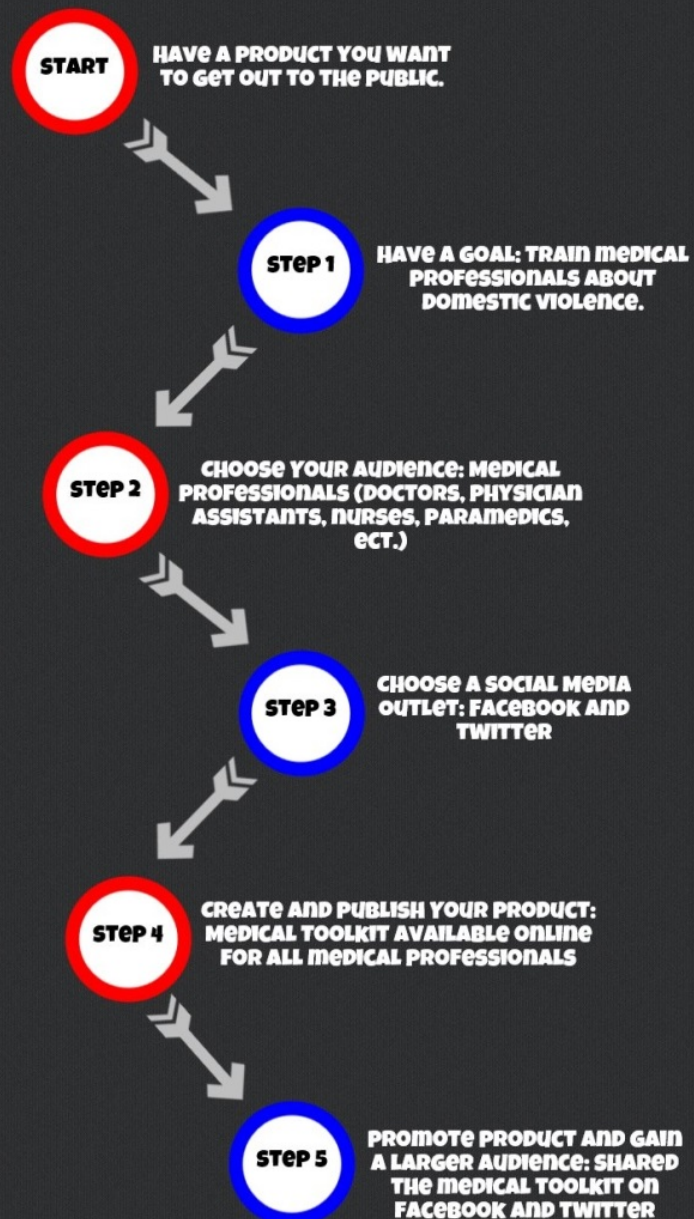 START
HAVE A PRODUCT YOU WANT
TO GET OUT TO THE PUBLIC.
STEP 1
HAVE A GOAL: TRAIN MEDICAL
PROFESSIONALS ABOUT
DOMESTIC VIOLENCE.
STEP 2
CHOOSE YOUR AUDIENCE: MEDICAL
PROFESSIONALS (DOCTORS, PHYSICIAN
ASSISTANTS, NURSES, PARAMEDICS,
ECT.)
STEP 3
CHOOSE A SOCIAL MEDIA
OUTLET: FACEBOOK AND
TWITTER
STEP 4
CREATE AND PUBLISH YOUR PRODUCT:
MEDICAL TOOLKIT AVAILABLE ONLINE
FOR ALL MEDICAL PROFESSIONALS
STEP 5
PROMOTE PRODUCT AND GAIN
A LARGER AUDIENCE: SHARED
THE MEDICAL TOOLKIT ON
FACEBOOK AND TWITTER